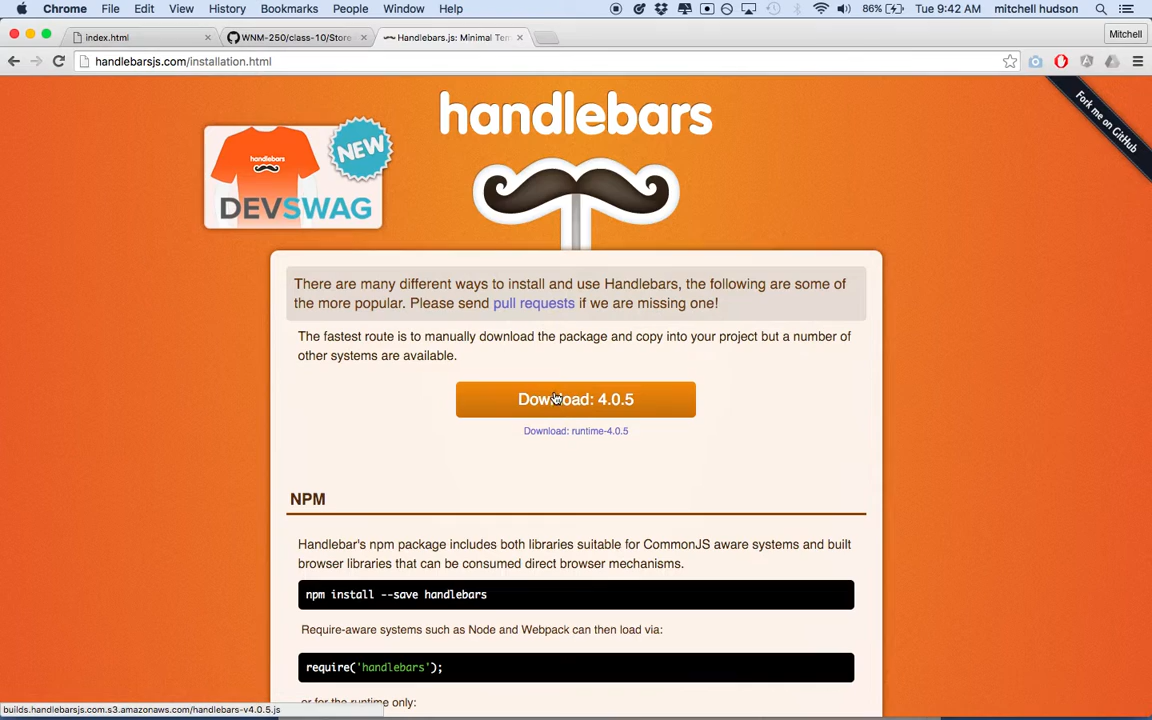 Chrome File Edit View History Bookmarks People Window Help 86% Tue 9:42 AM mitchell hudson
index.html WNM-250/class-10/Store Handlebars.js: Minimal Tem Mitchell
handlebarsjs.com/installation.html
Fork me on GitHub
handlebars
NEW
handlebars
DEVSWAG
There are many different ways to install and use Handlebars, the following are some of
the more popular. Please send pull requests if we are missing one!
The fastest route is to manually download the package and copy into your project but a number of
other systems are available.
Download: 4.0.5
Download: runtime-4.0.5
NPM
Handlebar's npm package includes both libraries suitable for CommonJS aware systems and built
browser libraries that can be consumed direct browser mechanisms.
npm install --save handlebars
Require-aware systems such as Node and Webpack can then load via:
require('handlebars');
or for the runtime only:
builds.handlebarsjs.com.s3.amazonaws.com/handlebars-v4.0.5.js